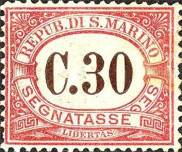 REPUB. DI S. MARINO
C.30
SEGNATASSE
LIBERTAS